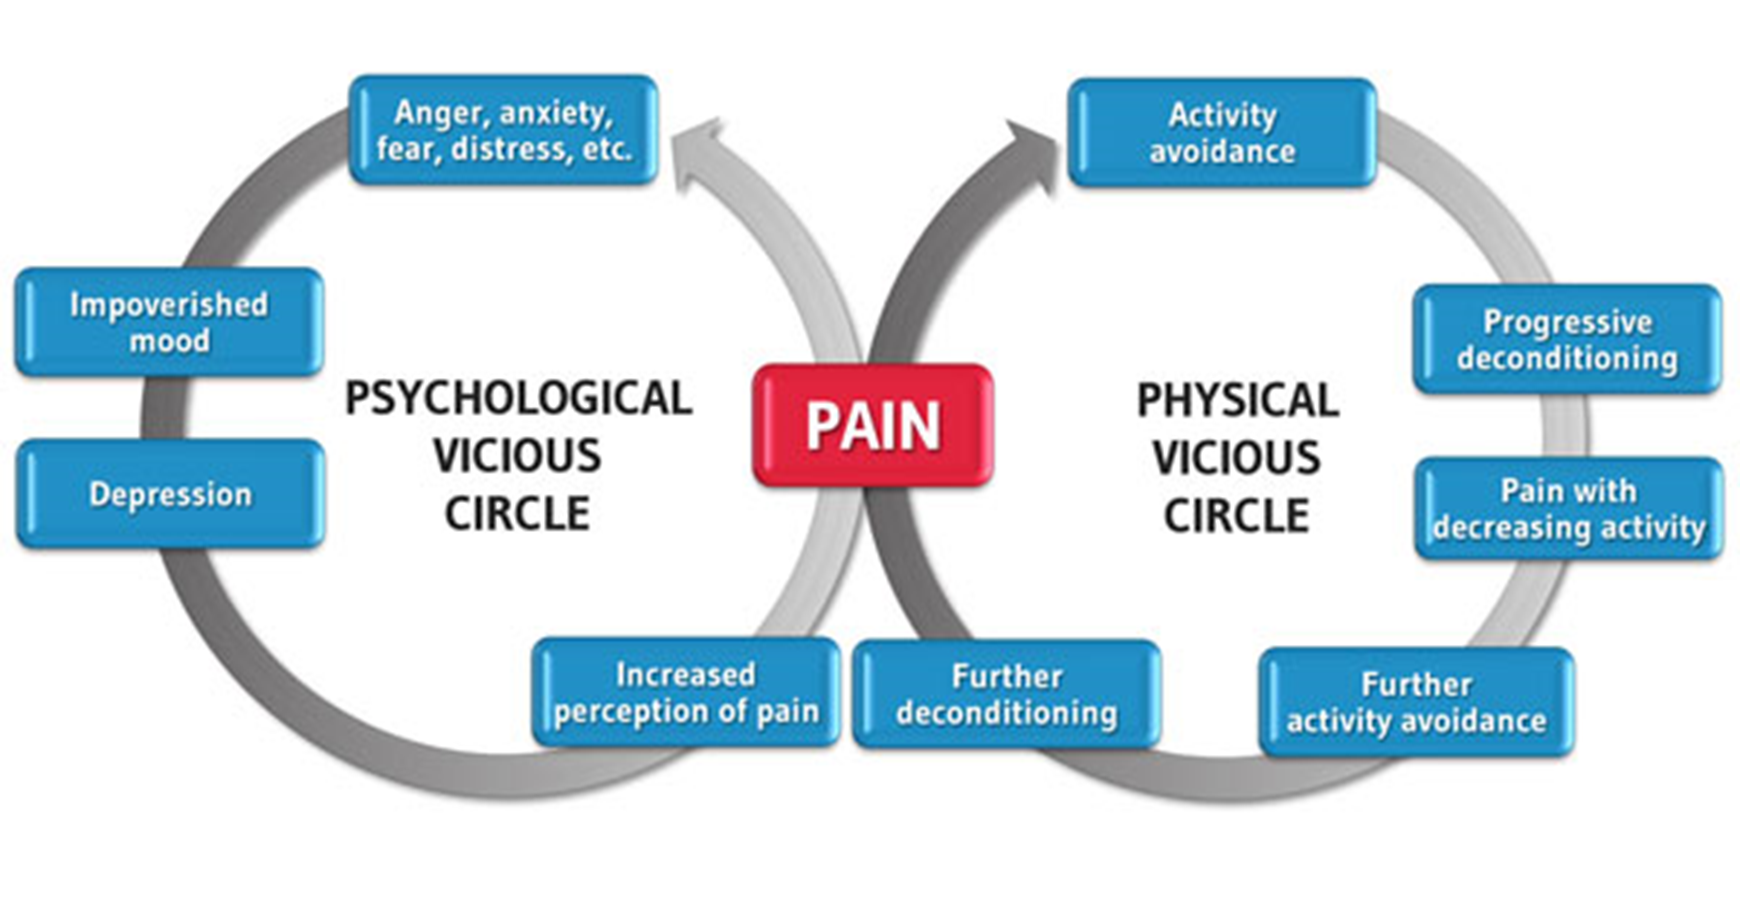 Anger, anxiety,
fear, distress, etc.
Impoverished
mood
Depression
PSYCHOLOGICAL
VICIOUS
CIRCLE
Increased
perception of pain
PAIN
Activity
avoidance
Progressive
deconditioning
Pain with
decreasing activity
PHYSICAL
VICIOUS
CIRCLE
Further
activity avoidance
Further
deconditioning